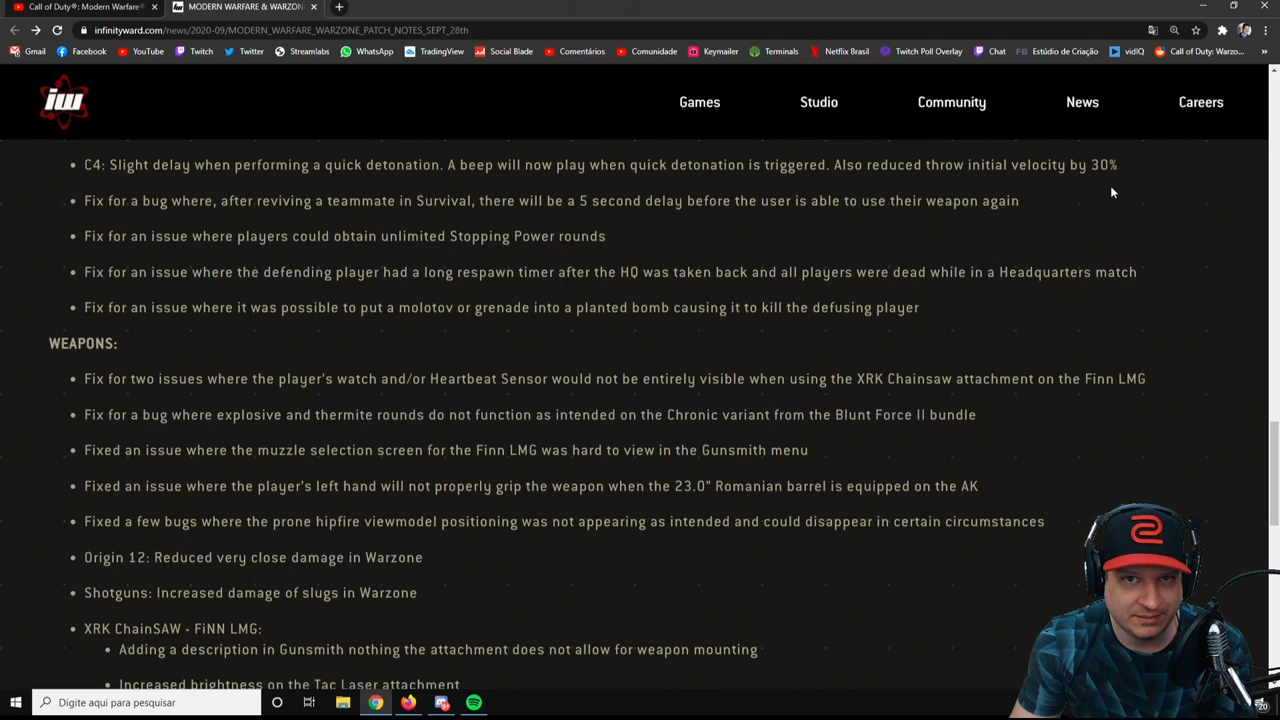 Call of Duty®: Modern Warfare®
MODERN WARFARE & WARZON
infinityward.com/news/2020-09/MODERN_WARFARE_WARZONE_PATCH_NOTES_SEPT_28th
Gmail Facebook YouTube Twitch Twitter Streamlabs WhatsApp TradingView Social Blade Comentários Comunidade Keymailer Terminals Netflix Brasil Twitch Poll Overlay Chat FB Estúdio de Criação vidIQ Call of Duty: Warzo...
iw Games Studio Community News Careers
• C4: Slight delay when performing a quick detonation. A beep will now play when quick detonation is triggered. Also reduced throw initial velocity by 30%
• Fix for a bug where, after reviving a teammate in Survival, there will be a 5 second delay before the user is able to use their weapon again
• Fix for an issue where players could obtain unlimited Stopping Power rounds
• Fix for an issue where the defending player had a long respawn timer after the HQ was taken back and all players were dead while in a Headquarters match
• Fix for an issue where it was possible to put a molotov or grenade into a planted bomb causing it to kill the defusing player
WEAPONS:
• Fix for two issues where the player's watch and/or Heartbeat Sensor would not be entirely visible when using the XRK Chainsaw attachment on the Finn LMG
• Fix for a bug where explosive and thermite rounds do not function as intended on the Chronic variant from the Blunt Force II bundle
• Fixed an issue where the muzzle selection screen for the Finn LMG was hard to view in the Gunsmith menu
• Fixed an issue where the player's left hand will not properly grip the weapon when the 23.0" Romanian barrel is equipped on the AK
• Fixed a few bugs where the prone hipfire viewmodel positioning was not appearing as intended and could disappear in certain circumstances
• Origin 12: Reduced very close damage in Warzone
• Shotguns: Increased damage of slugs in Warzone
• XRK ChainSAW - FiNN LMG:
• Adding a description in Gunsmith nothing the attachment does not allow for weapon mounting
• Increased brightness on the Tac Laser attachment
Digite aqui para pesquisar
20